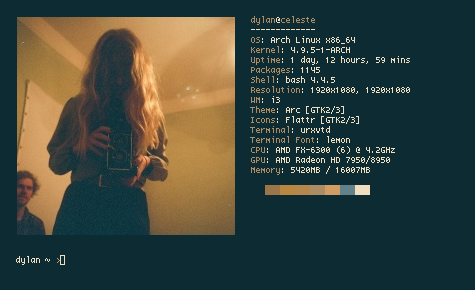 dylan@celeste
-------------
OS: Arch Linux x86_64
Kernel: 4.9.5-1-ARCH
Uptime: 1 day, 12 hours, 59 mins
Packages: 1145
Shell: bash 4.4.5
Resolution: 1920x1080, 1920x1080
WM: i3
Theme: Arc [GTK2/3]
Icons: Flattr [GTK2/3]
Terminal: urxvtd
Terminal Font: lemon
CPU: AMD FX-6300 (6) @ 4.2GHz
GPU: AMD Radeon HD 7950/8950
Memory: 5420MB / 16007MB
dylan ~ >